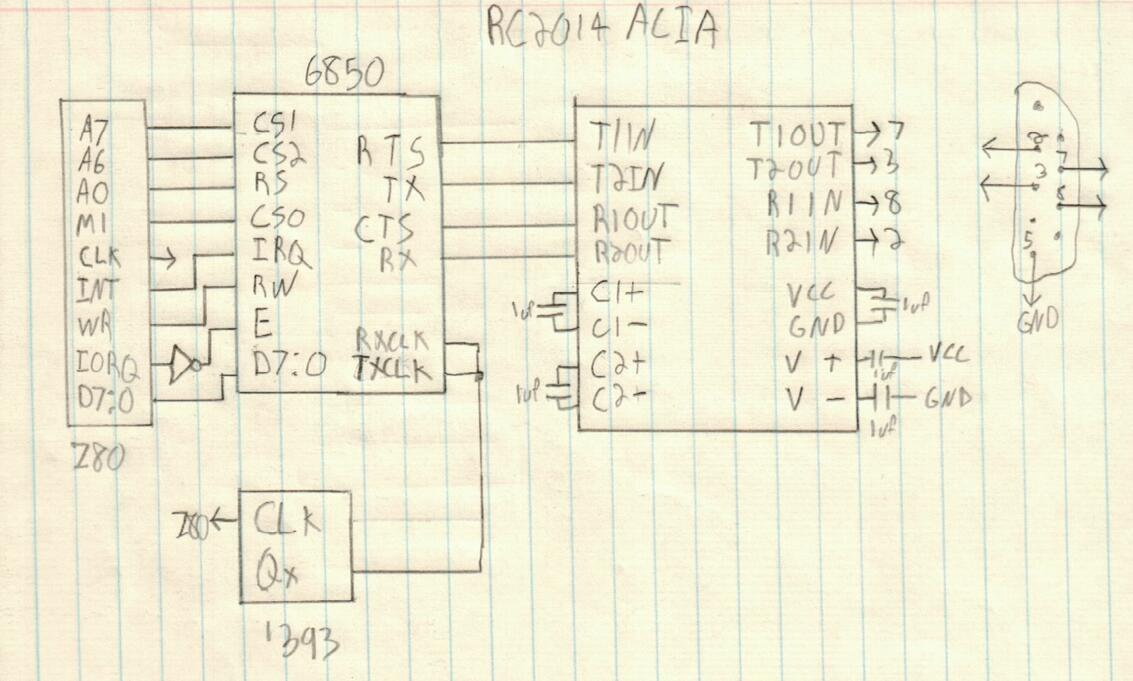 RC2014 ACIA
6850
A7
A6
A0
M1
CLK
INT
WR
IORQ
D7:0
Z80
CS1
CS2
RS
CS0
IRQ
RW
E
D7:0
RTS
TX
CTS
RX
RXCLK
TXCLK
T1IN
T2IN
R1OUT
R2OUT
C1+
C1-
C2+
C2-
1uf
1uf
T1OUT 7
T2OUT 3
R1IN 8
R2IN 2
VCC
GND
1uf
V + 1uf VCC
V - 1uf GND
2
6
7
3
8
5
GND
Z80
CLK
Qx
'393